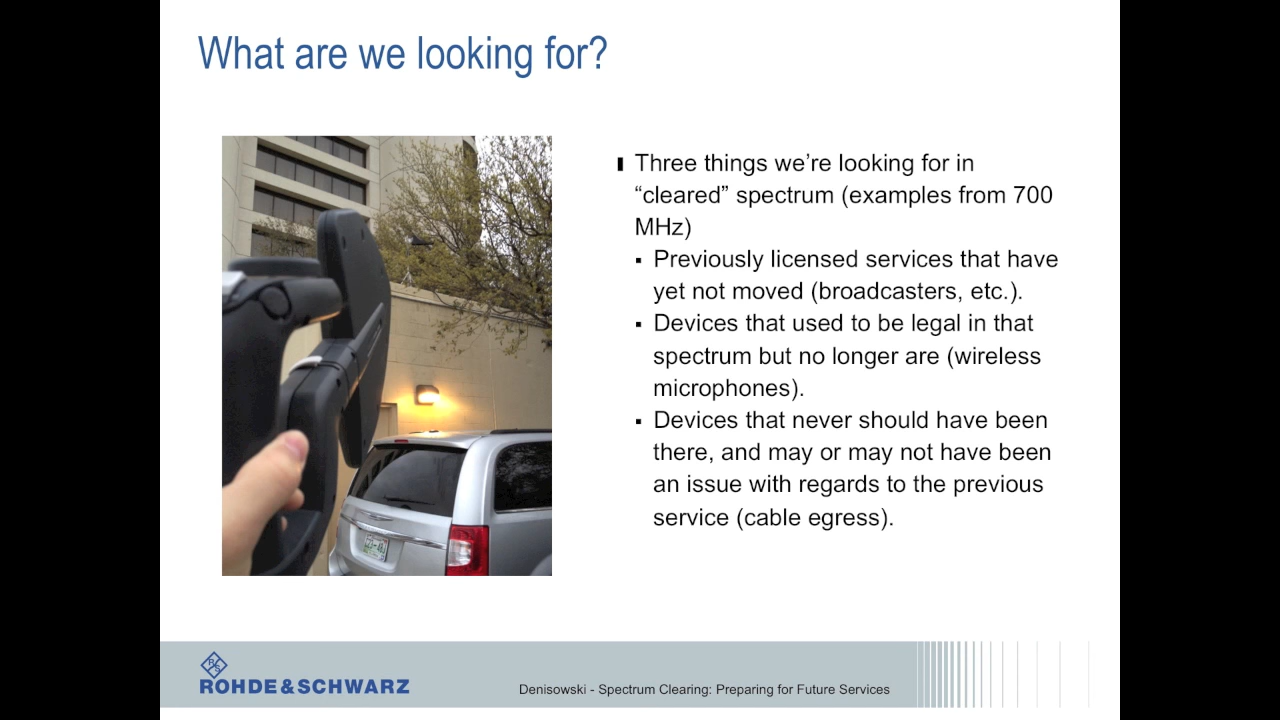 What are we looking for?
Three things we’re looking for in
“cleared” spectrum (examples from 700
MHz)
Previously licensed services that have
yet not moved (broadcasters, etc.).
Devices that used to be legal in that
spectrum but no longer are (wireless
microphones).
Devices that never should have been
there, and may or may not have been
an issue with regards to the previous
service (cable egress).
RS
ROHDE&SCHWARZ
Denisowski - Spectrum Clearing: Preparing for Future Services